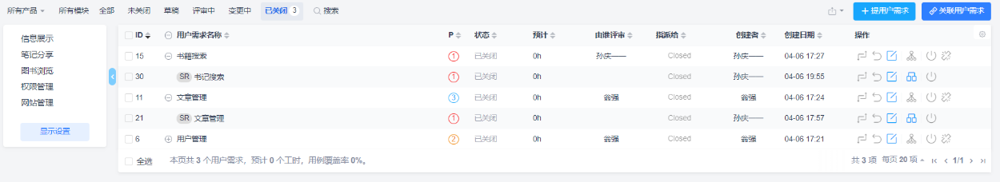 所有产品 所有模块 全部 未关闭 草稿 评审中 变更中 已关闭 3 搜索 提用户需求 关联用户需求
信息展示
笔记分享
图书浏览
权限管理
网站管理
显示设置
ID 用户需求名称 P 状态 预计 由谁评审 指派给 创建者 创建日期 操作
15 书籍搜索 1 已关闭 0h 孙庆—— Closed 孙庆—— 04-06 17:27
30 SR 书记搜索 1 已关闭 0h Closed 孙庆—— 04-06 19:55
11 文章管理 3 已关闭 0h 翁强 Closed 翁强 04-06 17:24
21 SR 文章管理 1 已关闭 0h Closed 孙庆—— 04-06 17:57
6 用户管理 2 已关闭 0h 翁强 Closed 翁强 04-06 17:21
全选 本页共 3 个用户需求，预计 0 个工时，用例覆盖率 0%。 共 3 项 每页 20 项 1/1